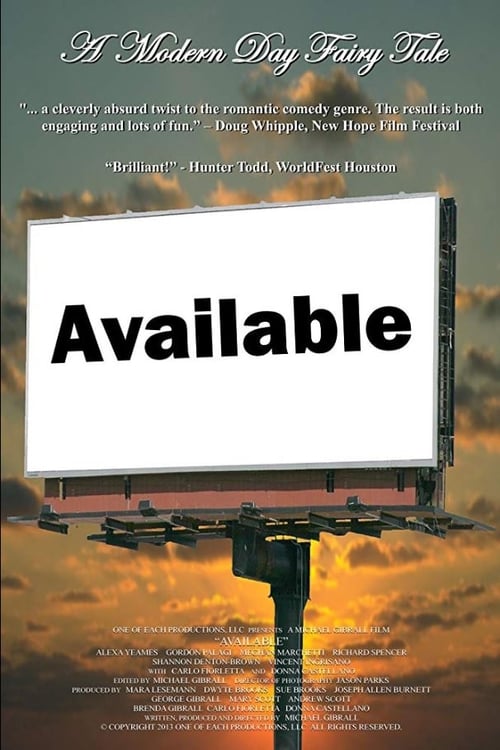 A Modern Day Fairy Tale
"... a cleverly absurd twist to the romantic comedy genre. The result is both
engaging and lots of fun.” – Doug Whipple, New Hope Film Festival
“Brilliant!” - Hunter Todd, WorldFest Houston
Available
ONE OF EACH PRODUCTIONS, LLC PRESENTS A MICHAEL GIBRALL FILM
“AVAILABLE”
ALEXA YEAMES GORDON PALAGI MEGHAN MARCHETTI RICHARD SPENCER
SHANNON DENTON-BROWN VINCENT INGRISANO
WITH CARLO FIORLETTA AND DONNA CASTELLANO
EDITED BY MICHAEL GIBRALL DIRECTOR OF PHOTOGRAPHY JASON PARKS
PRODUCED BY MARA LESEMANN DWYTE BROOKS SUE BROOKS JOSEPH ALLEN BURNETT
GEORGE GIBRALL MARY SCOTT ANDREW SCOTT
BRENDA GIBRALL CARLO FIORLETTA DONNA CASTELLANO
WRITTEN, PRODUCED AND DIRECTED BY MICHAEL GIBRALL
© COPYRIGHT 2013 ONE OF EACH PRODUCTIONS, LLC ALL RIGHTS RESERVED.